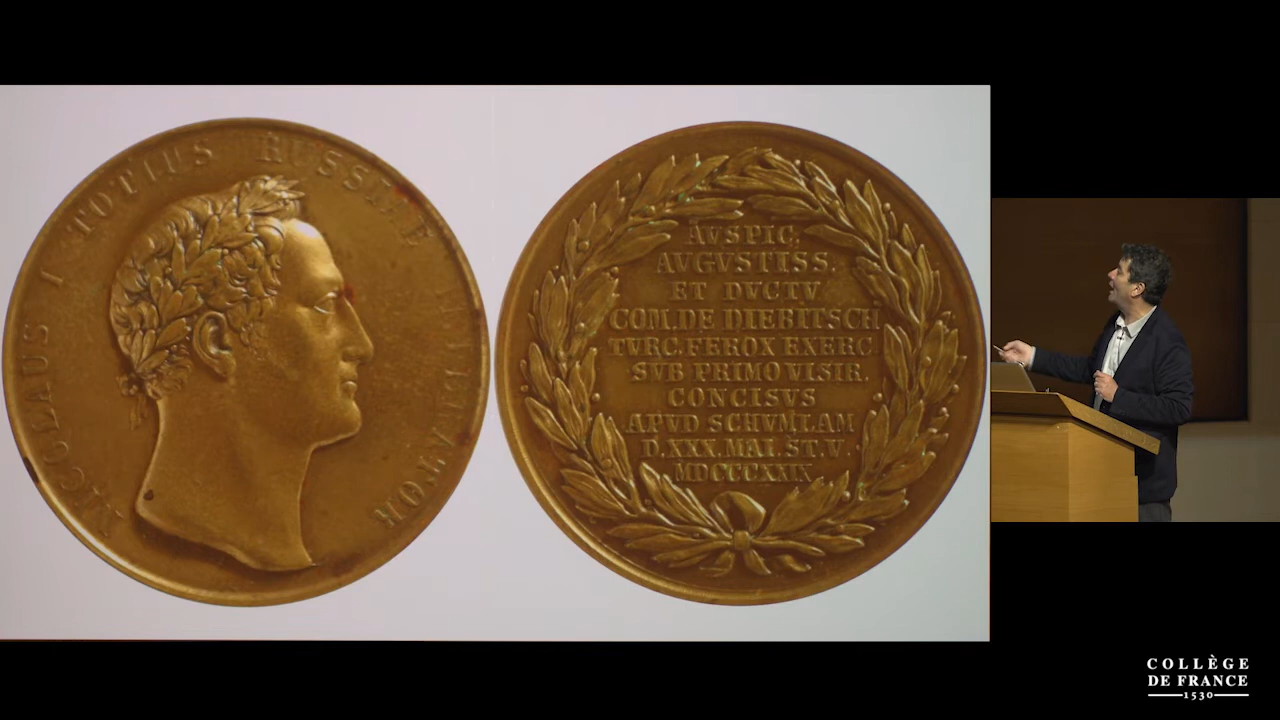 NICOLAUS I TOTIUS RUSSIAE IMPERATOR
AVSPIC.
AVGVSTISS.
ET DVCTV
COM.DE DIEBITSCH
TVRC.FEROX EXERC
SVB PRIMO VISIR.
CONCISVS
APVD SCHVMLAM
D.XXX.MAI.ST.V.
MDCCCXXIX
COLLÈGE
DE FRANCE
1530